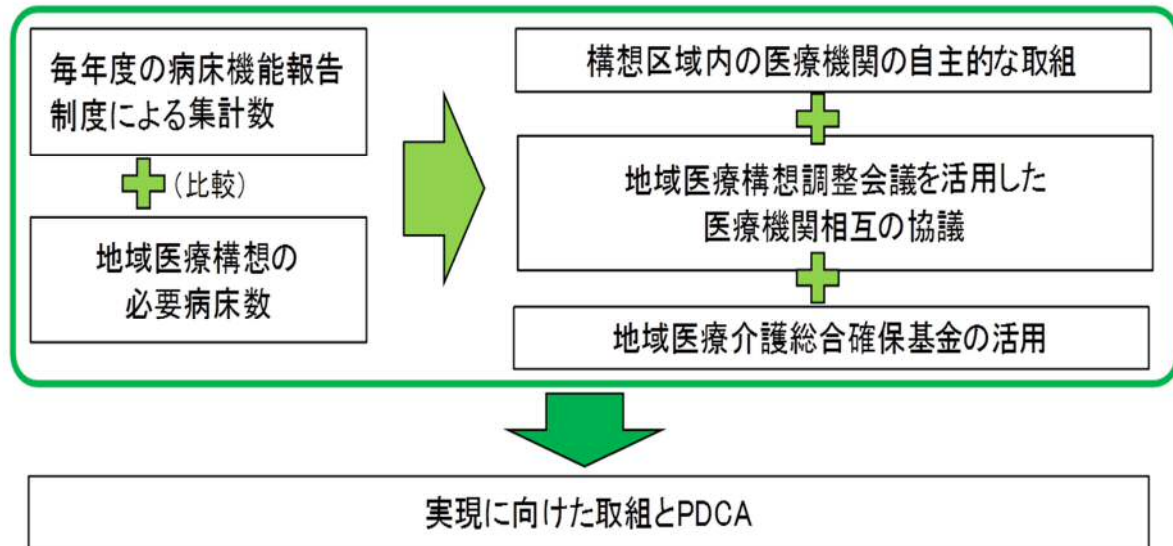 毎年度の病床機能報告
制度による集計数
(比較)
地域医療構想の
必要病床数
構想区域内の医療機関の自主的な取組
地域医療構想調整会議を活用した
医療機関相互の協議
地域医療介護総合確保基金の活用
実現に向けた取組とPDCA